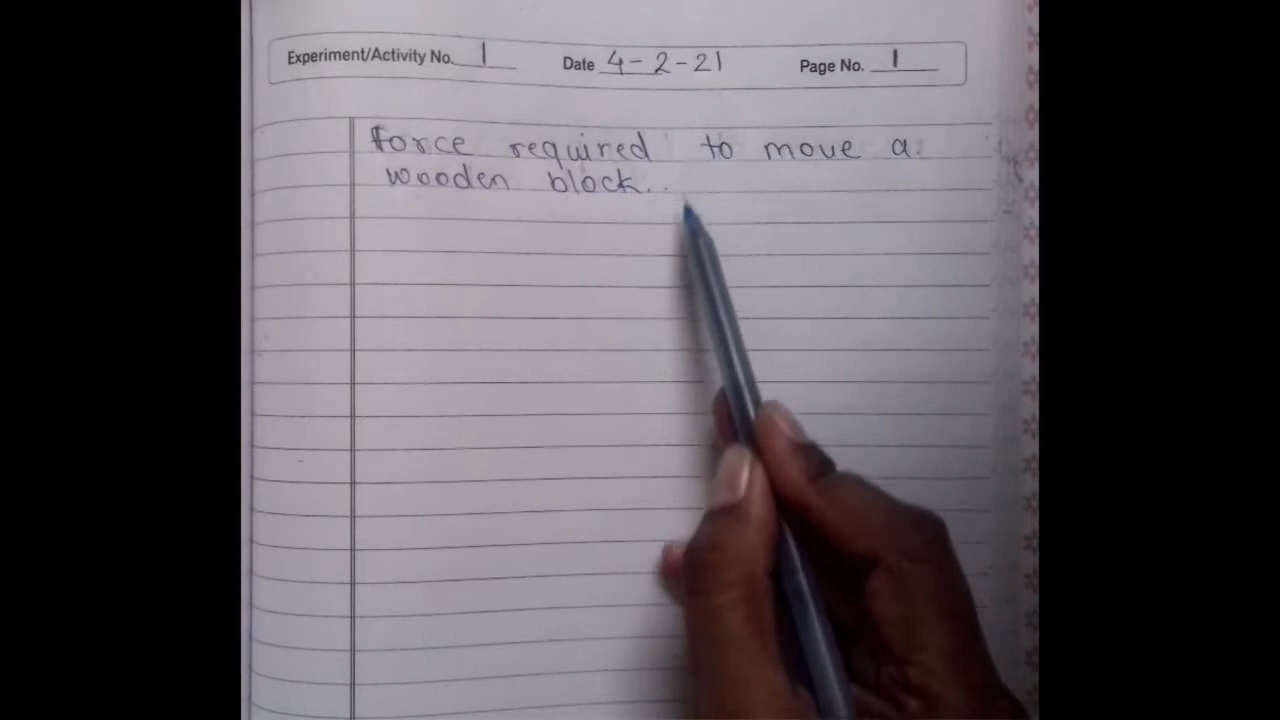 Experiment/Activity No. 1 Date 4-2-21 Page No. 1
Force required to move a
wooden block..